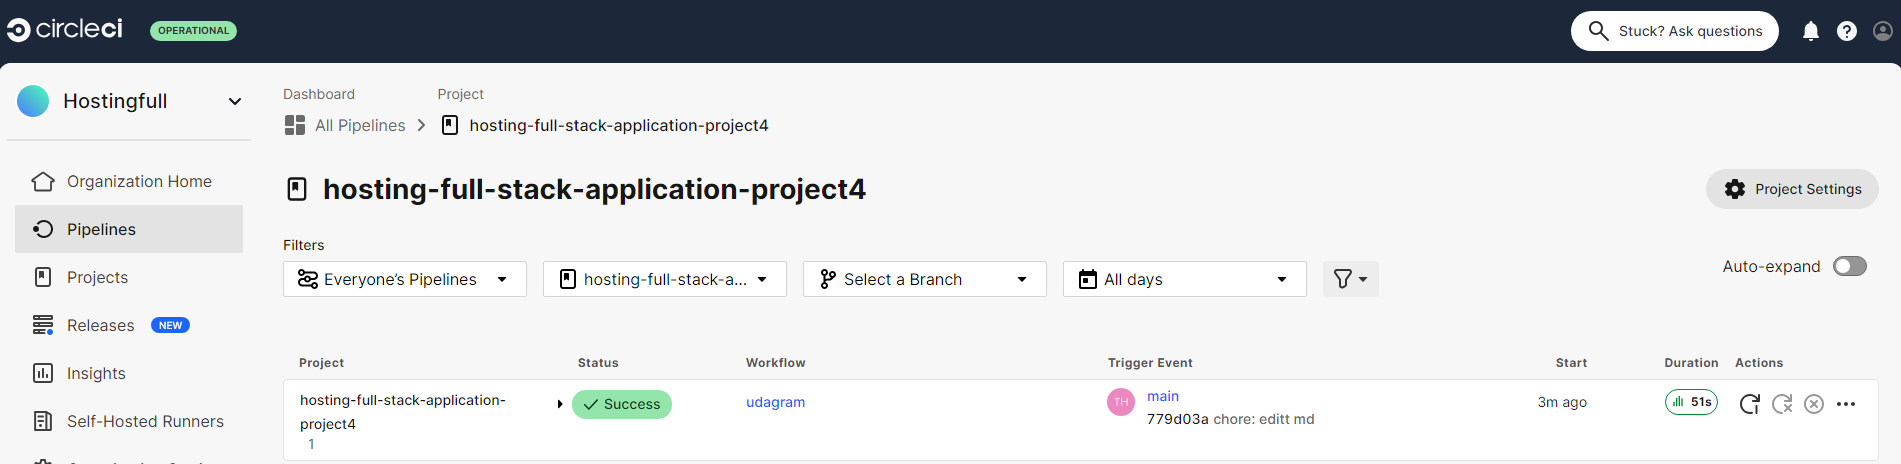 circleci
OPERATIONAL
Stuck? Ask questions
Hostingfull
Dashboard
Project
All Pipelines
hosting-full-stack-application-project4
Organization Home
Pipelines
Projects
Releases NEW
Insights
Self-Hosted Runners
hosting-full-stack-application-project4
Project Settings
Filters
Everyone's Pipelines
hosting-full-stack-a...
Select a Branch
All days
Auto-expand
Project Status Workflow Trigger Event Start Duration Actions
hosting-full-stack-application-
project4
1
Success
udagram
TH
main
779d03a chore: editt md
3m ago
51s